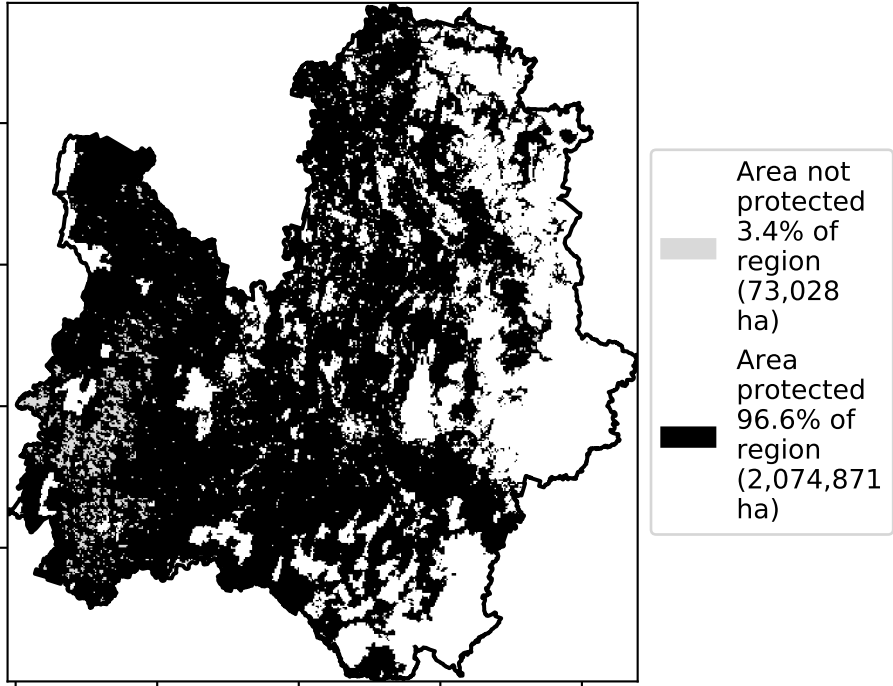 Area not
protected
3.4% of
region
(73,028
ha)
Area
protected
96.6% of
region
(2,074,871
ha)